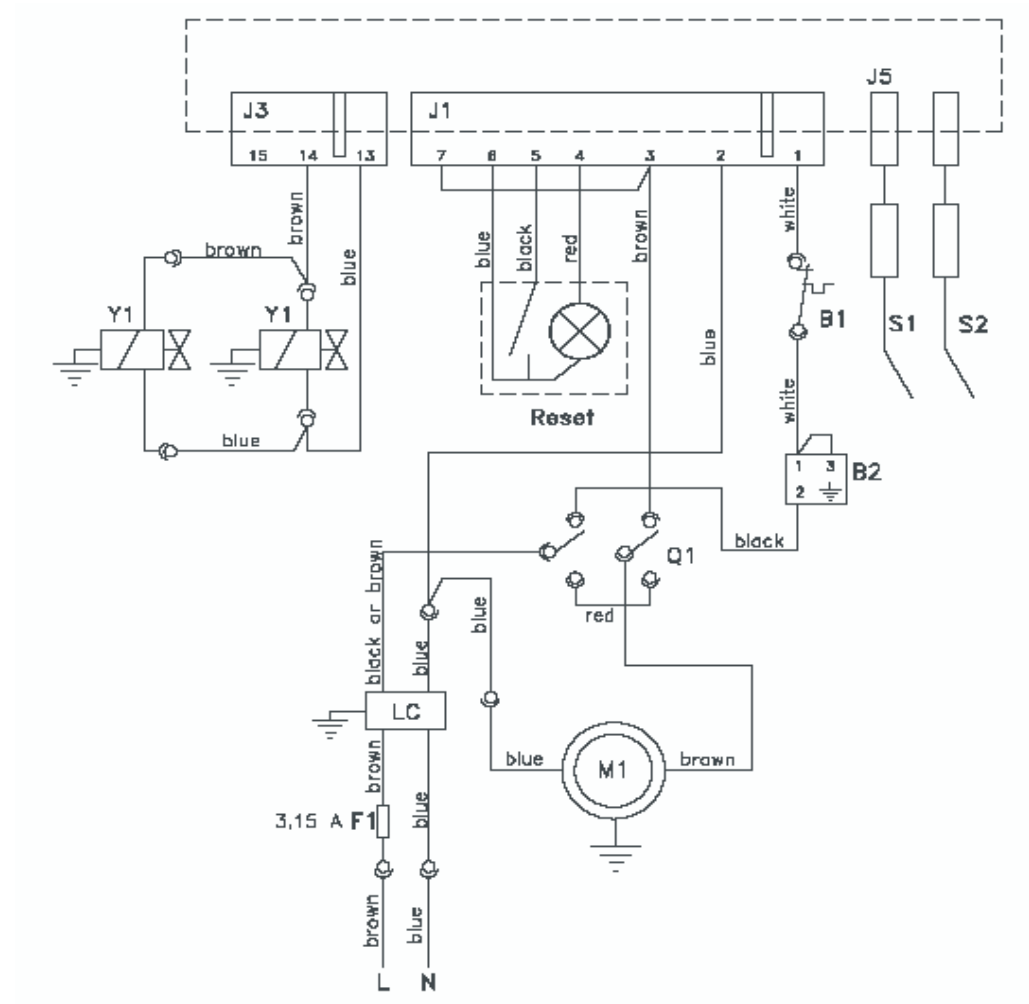 J5
J3
J1
15 14 13
7 6 5 4 3 2 1
brown
brown
blue
blue
black
red
brown
white
Y1
Y1
B1
S1
S2
blue
white
Reset
blue
1 3
2
B2
black
Q1
black or brown
red
blue
blue
LC
blue
brown
M1
brown
3,15 A F1
blue
brown
blue
L N